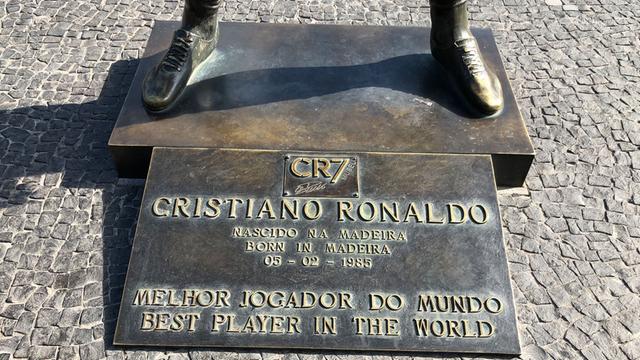 CR7
CRISTIANO RONALDO
NASCIDO NA MADEIRA
BORN IN MADEIRA
05 - 02 - 1985
MELHOR JOGADOR DO MUNDO
BEST PLAYER IN THE WORLD